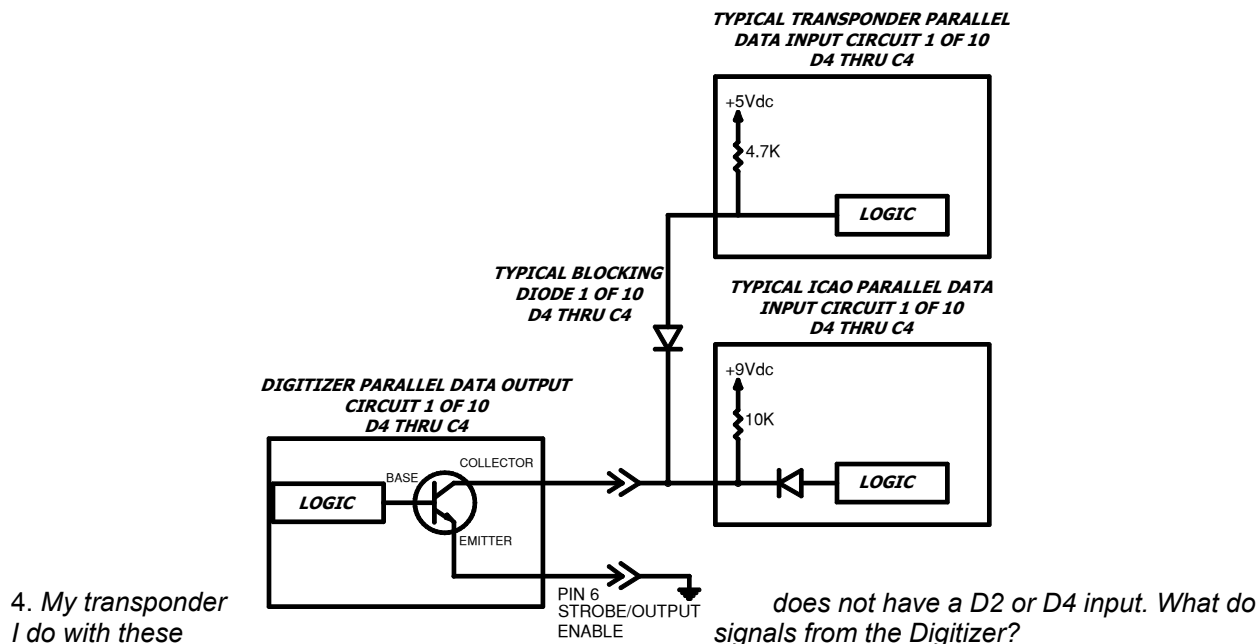 TYPICAL TRANSPONDER PARALLEL
DATA INPUT CIRCUIT 1 OF 10
D4 THRU C4
+5Vdc
4.7K
LOGIC
TYPICAL BLOCKING
DIODE 1 OF 10
D4 THRU C4
TYPICAL ICAO PARALLEL DATA
INPUT CIRCUIT 1 OF 10
D4 THRU C4
+9Vdc
10K
LOGIC
DIGITIZER PARALLEL DATA OUTPUT
CIRCUIT 1 OF 10
D4 THRU C4
COLLECTOR
BASE
LOGIC
EMITTER
PIN 6
STROBE/OUTPUT
ENABLE
4. My transponder does not have a D2 or D4 input. What do
I do with these signals from the Digitizer?